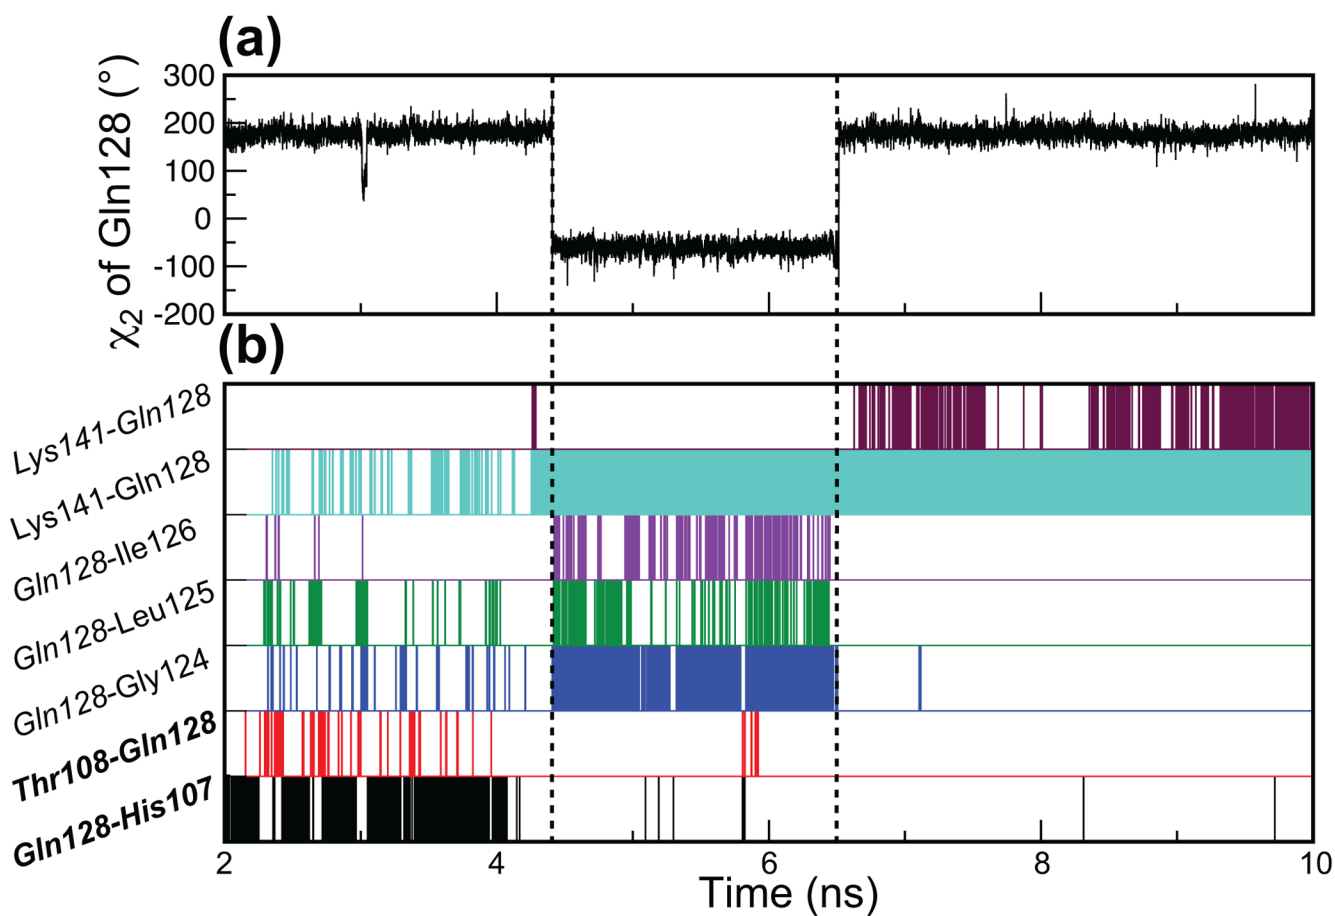 (a)
χ2 of Gln128 (°)
300
200
100
0
-100
-200
(b)
Lys141-Gln128
Lys141-Gln128
Gln128-Ile126
Gln128-Leu125
Gln128-Gly124
Thr108-Gln128
Gln128-His107
2 4 6 8 10
Time (ns)